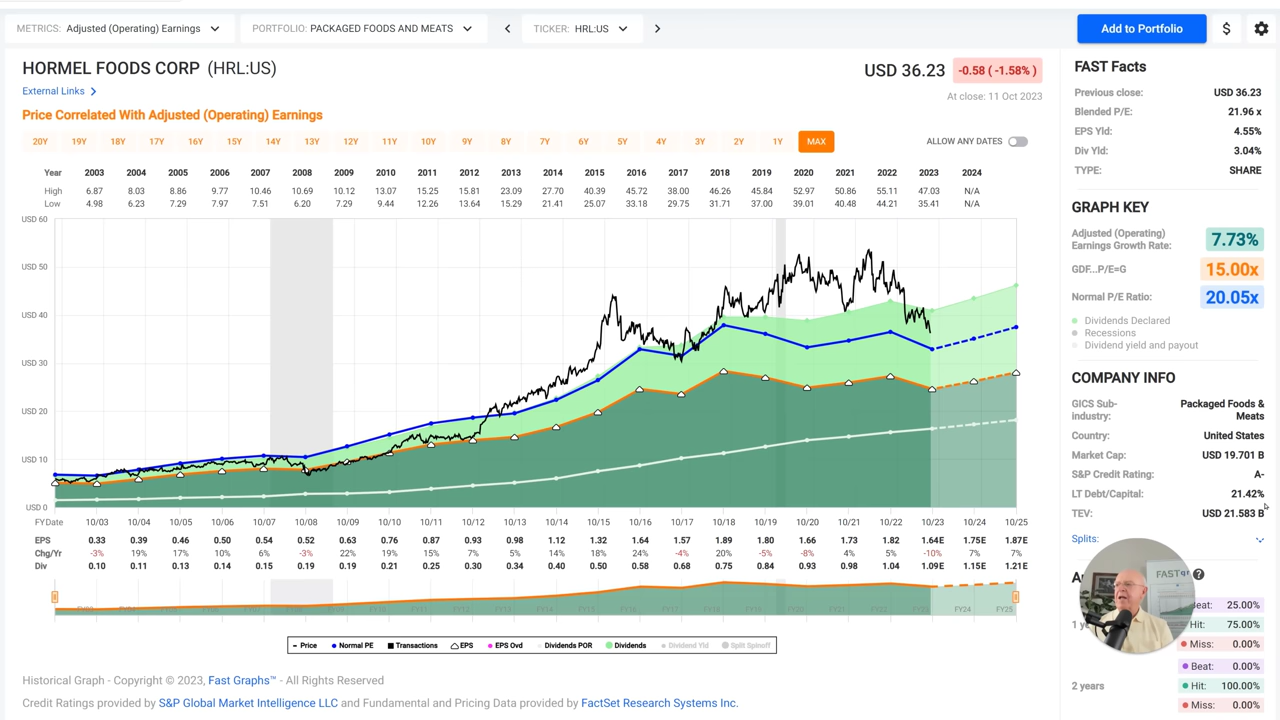 METRICS: Adjusted (Operating) Earnings PORTFOLIO: PACKAGED FOODS AND MEATS TICKER: HRL:US Add to Portfolio $
HORMEL FOODS CORP (HRL:US) USD 36.23 -0.58 ( -1.58% )
External Links
At close: 11 Oct 2023
Price Correlated With Adjusted (Operating) Earnings
20Y 19Y 18Y 17Y 16Y 15Y 14Y 13Y 12Y 11Y 10Y 9Y 8Y 7Y 6Y 5Y 4Y 3Y 2Y 1Y MAX ALLOW ANY DATES
Year 2003 2004 2005 2006 2007 2008 2009 2010 2011 2012 2013 2014 2015 2016 2017 2018 2019 2020 2021 2022 2023 2024
High 6.87 8.03 8.86 9.77 10.46 10.69 10.12 13.07 15.25 15.81 23.09 27.70 40.39 45.72 38.00 46.26 45.84 52.97 50.86 55.11 47.03 N/A
Low 4.98 6.23 7.29 7.97 7.51 6.20 7.29 9.44 12.26 13.64 15.29 21.41 25.07 33.18 29.75 31.71 37.00 39.01 40.48 44.21 35.41 N/A
USD 60
USD 50
USD 40
USD 30
USD 20
USD 10
USD 0
FYDate 10/03 10/04 10/05 10/06 10/07 10/08 10/09 10/10 10/11 10/12 10/13 10/14 10/15 10/16 10/17 10/18 10/19 10/20 10/21 10/22 10/23 10/24 10/25
EPS 0.33 0.39 0.46 0.50 0.54 0.52 0.63 0.76 0.87 0.93 0.98 1.12 1.32 1.64 1.57 1.89 1.80 1.66 1.73 1.82 1.64E 1.75E 1.87E
Chg/Yr -3% 19% 17% 10% 6% -3% 22% 19% 15% 7% 5% 14% 18% 24% -4% 20% -5% -8% 4% 5% -10% 7% 7%
Div 0.10 0.11 0.13 0.14 0.15 0.19 0.19 0.21 0.25 0.30 0.34 0.40 0.50 0.58 0.68 0.75 0.84 0.93 0.98 1.04 1.09E 1.15E 1.21E
Price Normal PE Transactions EPS EPS Ovd Dividends POR Dividends Dividend Yld Split Spinoff
Hormel Graph - Copyright © 2023, Fast Graphs™ - All Rights Reserved
Credit Ratings provided by S&P Global Market Intelligence LLC and Fundamental and Pricing Data provided by FactSet Research Systems Inc.
FAST Facts
Previous close: USD 36.23
Blended P/E: 21.96 x
EPS Yld: 4.55%
Div Yld: 3.04%
TYPE: SHARE
GRAPH KEY
Adjusted (Operating)
Earnings Growth Rate: 7.73%
GDF...P/E=G 15.00x
Normal P/E Ratio: 20.05x
Dividends Declared
Recessions
Dividend yield and payout
COMPANY INFO
GICS Sub-
industry: Packaged Foods &
Meats
Country: United States
Market Cap: USD 19.701 B
S&P Credit Rating: A-
LT Debt/Capital: 21.42%
TEV: USD 21.583 B
Splits:
FAST
?
Beat: 25.00%
Hit: 75.00%
Miss: 0.00%
2 years
Beat: 0.00%
Hit: 100.00%
Miss: 0.00%